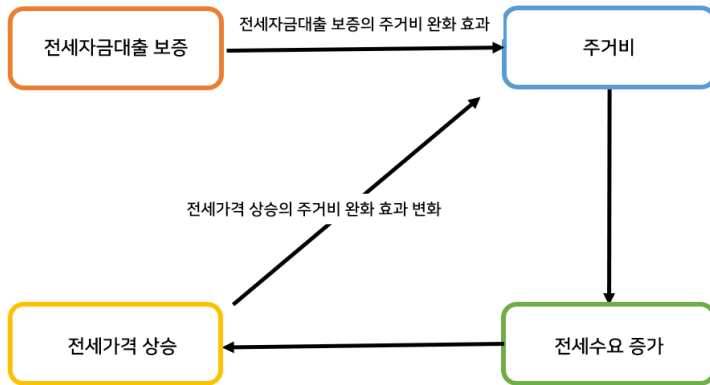 전세자금대출 보증의 주거비 완화 효과
전세자금대출 보증
주거비
전세가격 상승의 주거비 완화 효과 변화
전세가격 상승
전세수요 증가